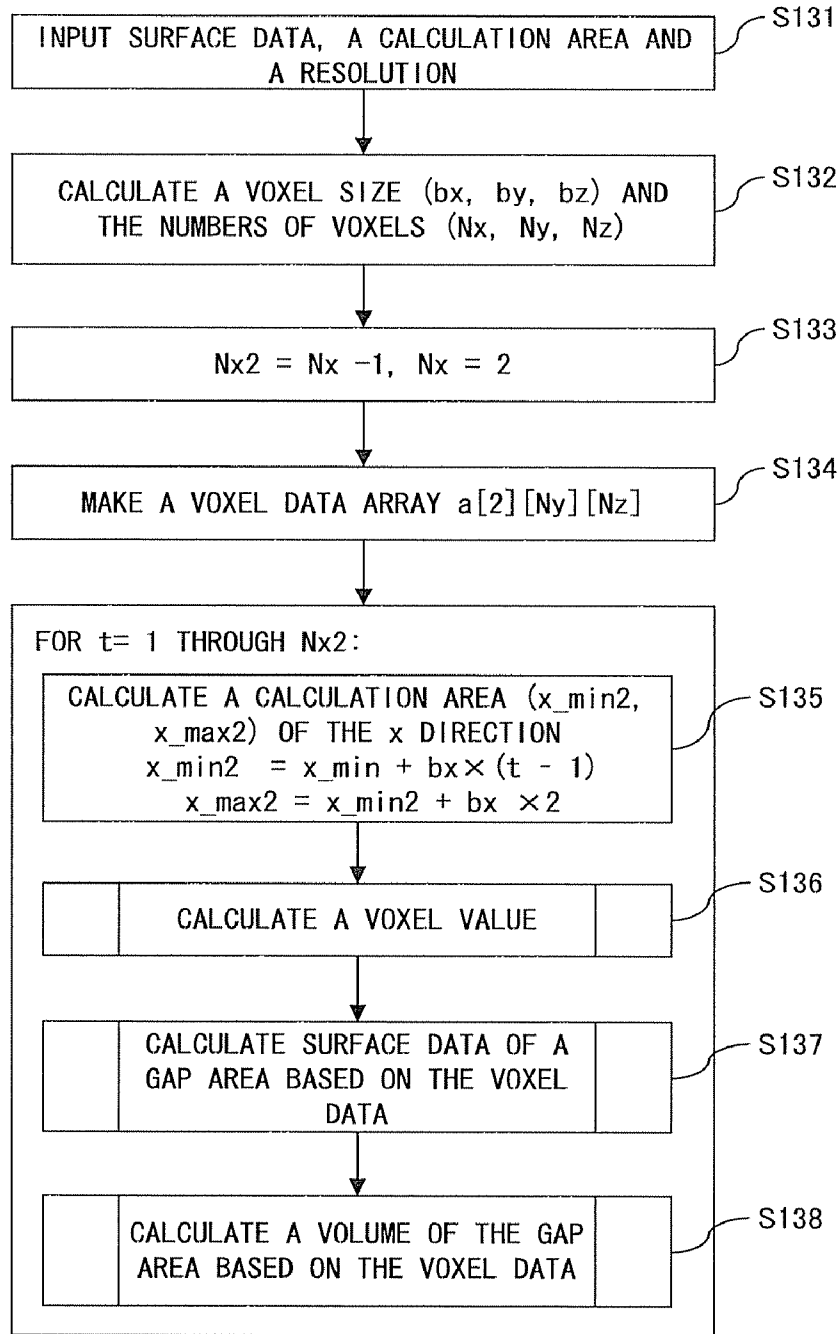 S131
INPUT SURFACE DATA, A CALCULATION AREA AND
A RESOLUTION
S132
CALCULATE A VOXEL SIZE (bx, by, bz) AND
THE NUMBERS OF VOXELS (Nx, Ny, Nz)
S133
Nx2 = Nx -1, Nx = 2
S134
MAKE A VOXEL DATA ARRAY a[2][Ny][Nz]
FOR t= 1 THROUGH Nx2:
S135
CALCULATE A CALCULATION AREA (x_min2,
x_max2) OF THE x DIRECTION
x_min2 = x_min + bx×(t - 1)
x_max2 = x_min2 + bx ×2
S136
CALCULATE A VOXEL VALUE
S137
CALCULATE SURFACE DATA OF A
GAP AREA BASED ON THE VOXEL
DATA
S138
CALCULATE A VOLUME OF THE GAP
AREA BASED ON THE VOXEL DATA